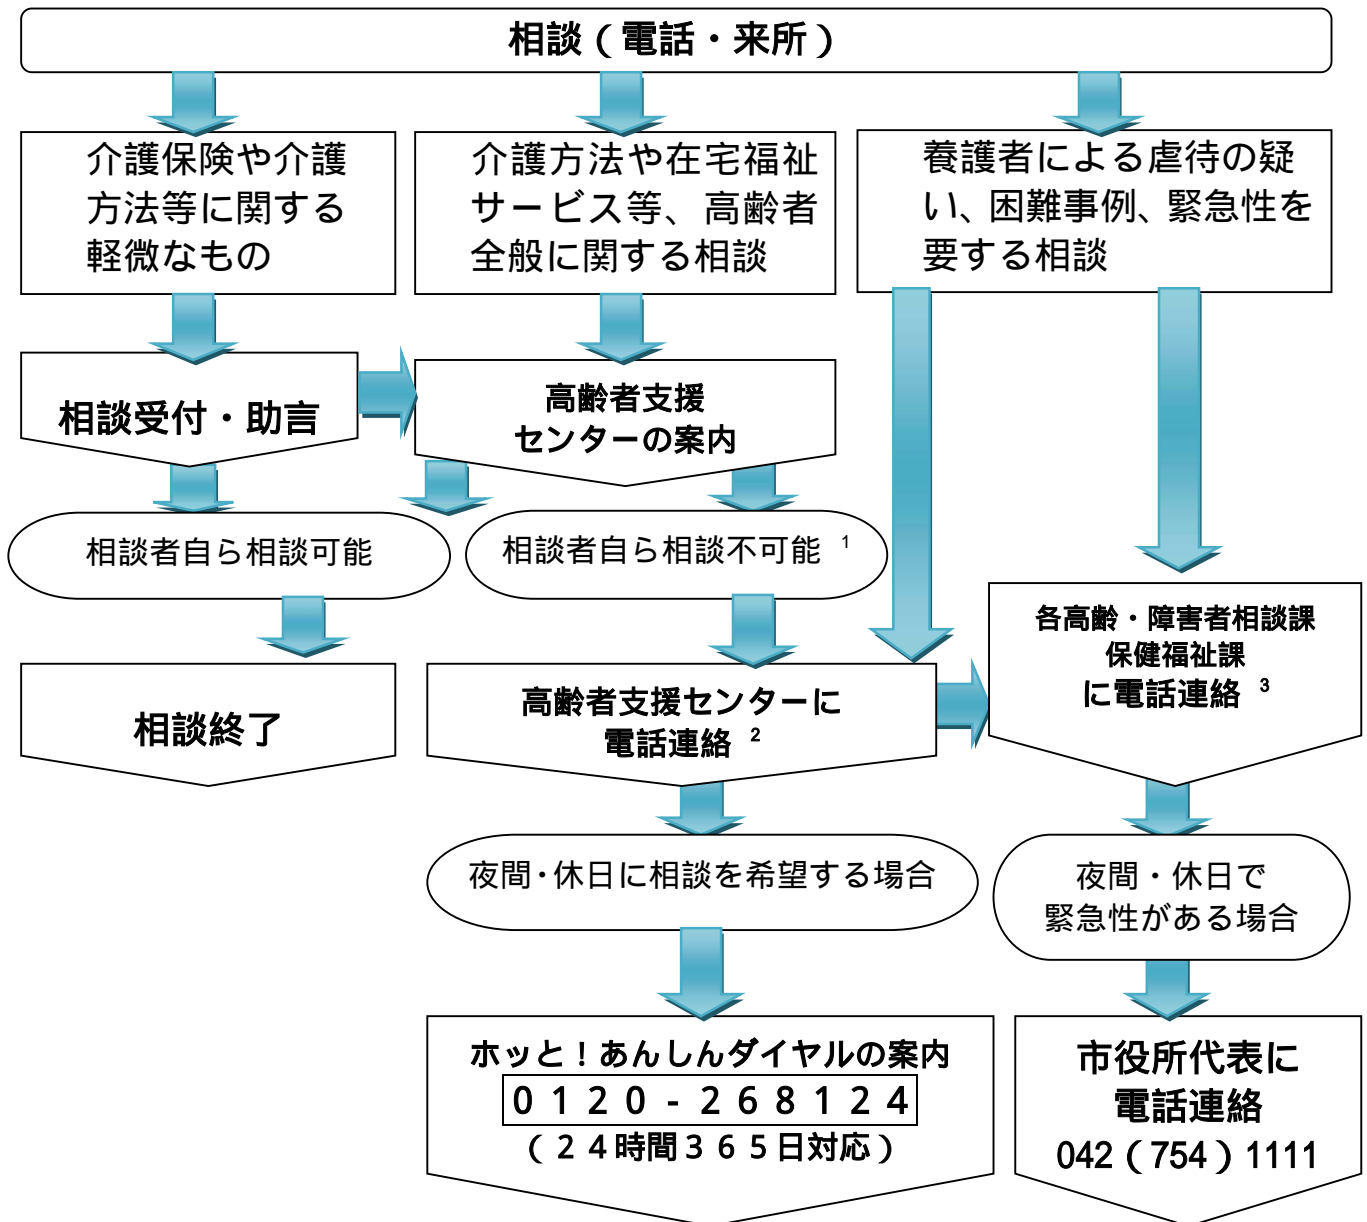 相談（電話・来所）
介護保険や介護
方法等に関する
軽微なもの
介護方法や在宅福祉
サービス等、高齢者
全般に関する相談
養護者による虐待の疑
い、困難事例、緊急性を
要する相談
相談受付・助言
高齢者支援
センターの案内
相談者自ら相談可能
相談者自ら相談不可能 1
各高齢・障害者相談課
保健福祉課
に電話連絡 3
相談終了
高齢者支援センターに
電話連絡 2
夜間・休日に相談を希望する場合
夜間・休日で
緊急性がある場合
ホッと！あんしんダイヤルの案内
０１２０-２６８１２４
（２４時間３６５日対応）
市役所代表に
電話連絡
042（754）1111